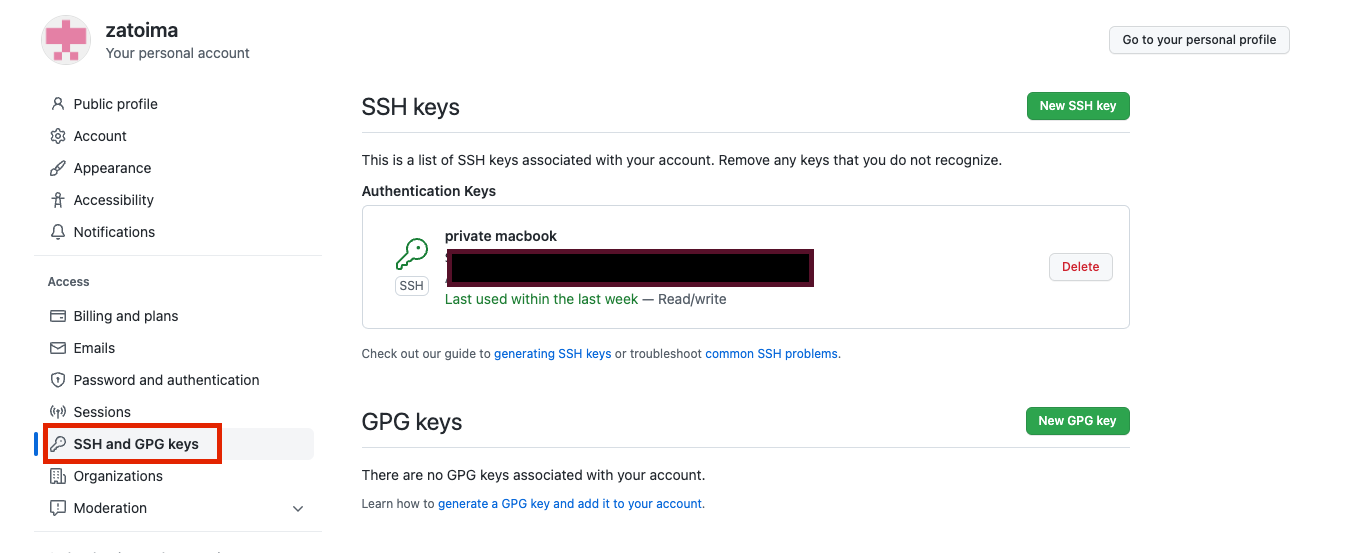 zatoima
Your personal account
Go to your personal profile
Public profile
Account
Appearance
Accessibility
Notifications
Access
Billing and plans
Emails
Password and authentication
Sessions
SSH and GPG keys
Organizations
Moderation
SSH keys
New SSH key
This is a list of SSH keys associated with your account. Remove any keys that you do not recognize.
Authentication Keys
private macbook
SSH
Last used within the last week — Read/write
Delete
Check out our guide to generating SSH keys or troubleshoot common SSH problems.
GPG keys
New GPG key
There are no GPG keys associated with your account.
Learn how to generate a GPG key and add it to your account.